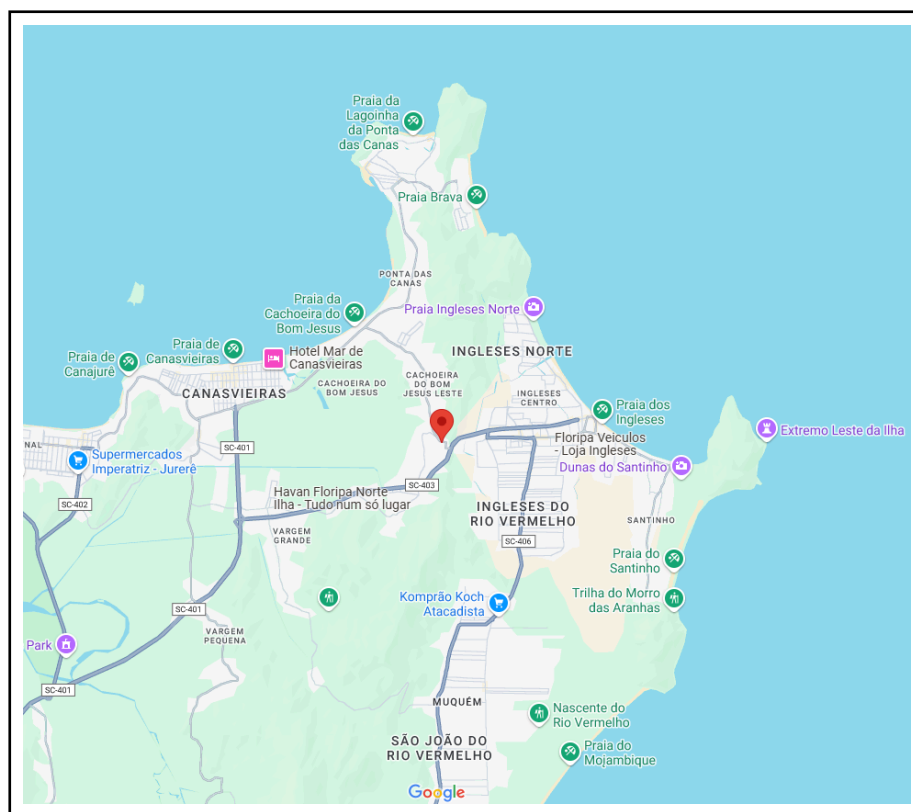 Praia da
Lagoinha
da Ponta
das Canas
Praia Brava
PONTA DAS
CANAS
Praia da
Cachoeira do
Bom Jesus
Praia Ingleses Norte
Praia de
Canasvieiras
Praia de
Canajurê
Hotel Mar de
Canasvieiras
INGLESES NORTE
CACHOEIRA DO
BOM JESUS
CACHOEIRA
DO BOM
JESUS LESTE
CANASVIEIRAS
INGLESES
CENTRO
Praia dos
Ingleses
Extremo Leste da Ilha
NAL
SC-401
Floripa Veiculos
- Loja Ingleses
Supermercados
Imperatriz - Jurerê
Dunas do Santinho
SC-403
Havan Floripa Norte
Ilha - Tudo num só lugar
SC-402
INGLESES DO
RIO VERMELHO
SANTINHO
VARGEM
GRANDE
SC-406
Praia do
Santinho
Trilha do Morro
das Aranhas
Komprão Koch
Atacadista
SC-401
VARGEM
PEQUENA
Park
SC-401
MUQUÉM
Nascente do
Rio Vermelho
SÃO JOÃO DO
RIO VERMELHO
Praia do
Moçambique
Google